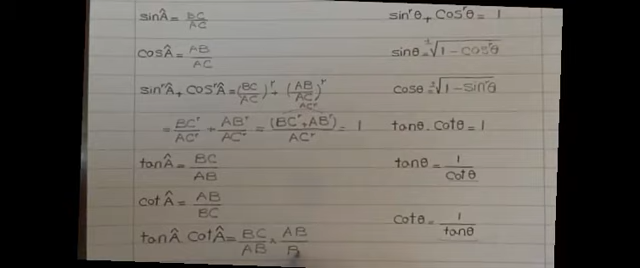 sinÂ = BC/AC
cosÂ = AB/AC
sin²Â + cos²Â = (BC/AC)² + (AB/AC)²
AC²
= BC²/AC² + AB²/AC² = (BC² + AB²)/AC² = 1
tanÂ = BC/AB
cotÂ = AB/BC
tanÂ cotÂ = BC/AB × AB/B
sin²θ + cos²θ = 1
sinθ = ±√1 - cos²θ
cosθ = ±√1 - sin²θ
tanθ . cotθ = 1
tanθ = 1/cotθ
cotθ = 1/tanθ